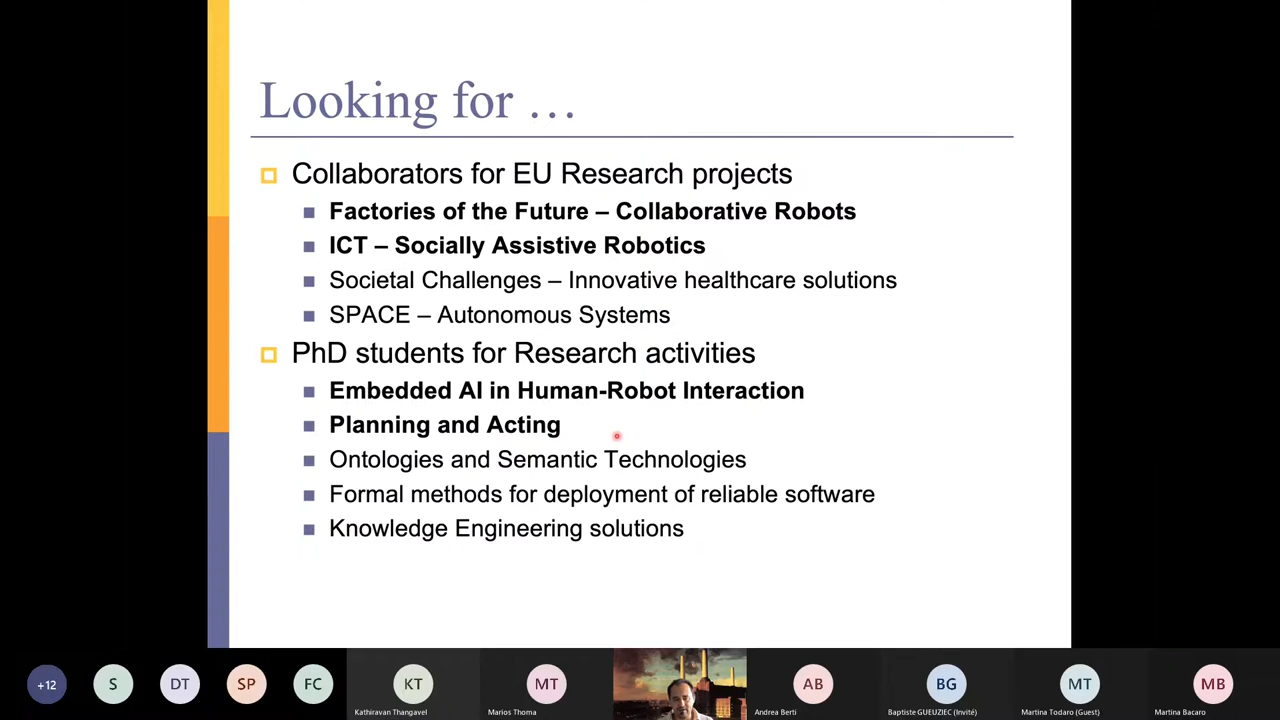 Looking for …
Collaborators for EU Research projects
Factories of the Future – Collaborative Robots
ICT – Socially Assistive Robotics
Societal Challenges – Innovative healthcare solutions
SPACE – Autonomous Systems
PhD students for Research activities
Embedded AI in Human-Robot Interaction
Planning and Acting
Ontologies and Semantic Technologies
Formal methods for deployment of reliable software
Knowledge Engineering solutions
+12
S
DT
SP
FC
KT
MT
AB
BG
MT
MB
Kathiravan Thangavel
Marios Thoma
Andrea Berti
Baptiste GUEUZIEC (Invité)
Martina Todaro (Guest)
Martina Bacaro